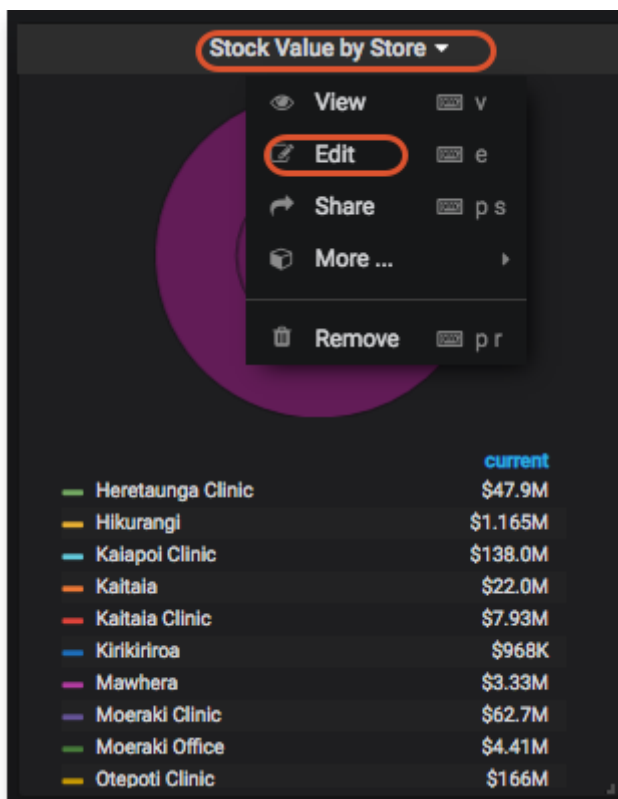 Stock Value by Store
View v
Edit e
Share p s
More ...
Remove p r
current
Heretaunga Clinic $47.9M
Hikurangi $1.165M
Kaiapoi Clinic $138.0M
Kaitaia $22.0M
Kaitaia Clinic $7.93M
Kirikiriroa $968K
Mawhera $3.33M
Moeraki Clinic $62.7M
Moeraki Office $4.41M
Otepoti Clinic $166M